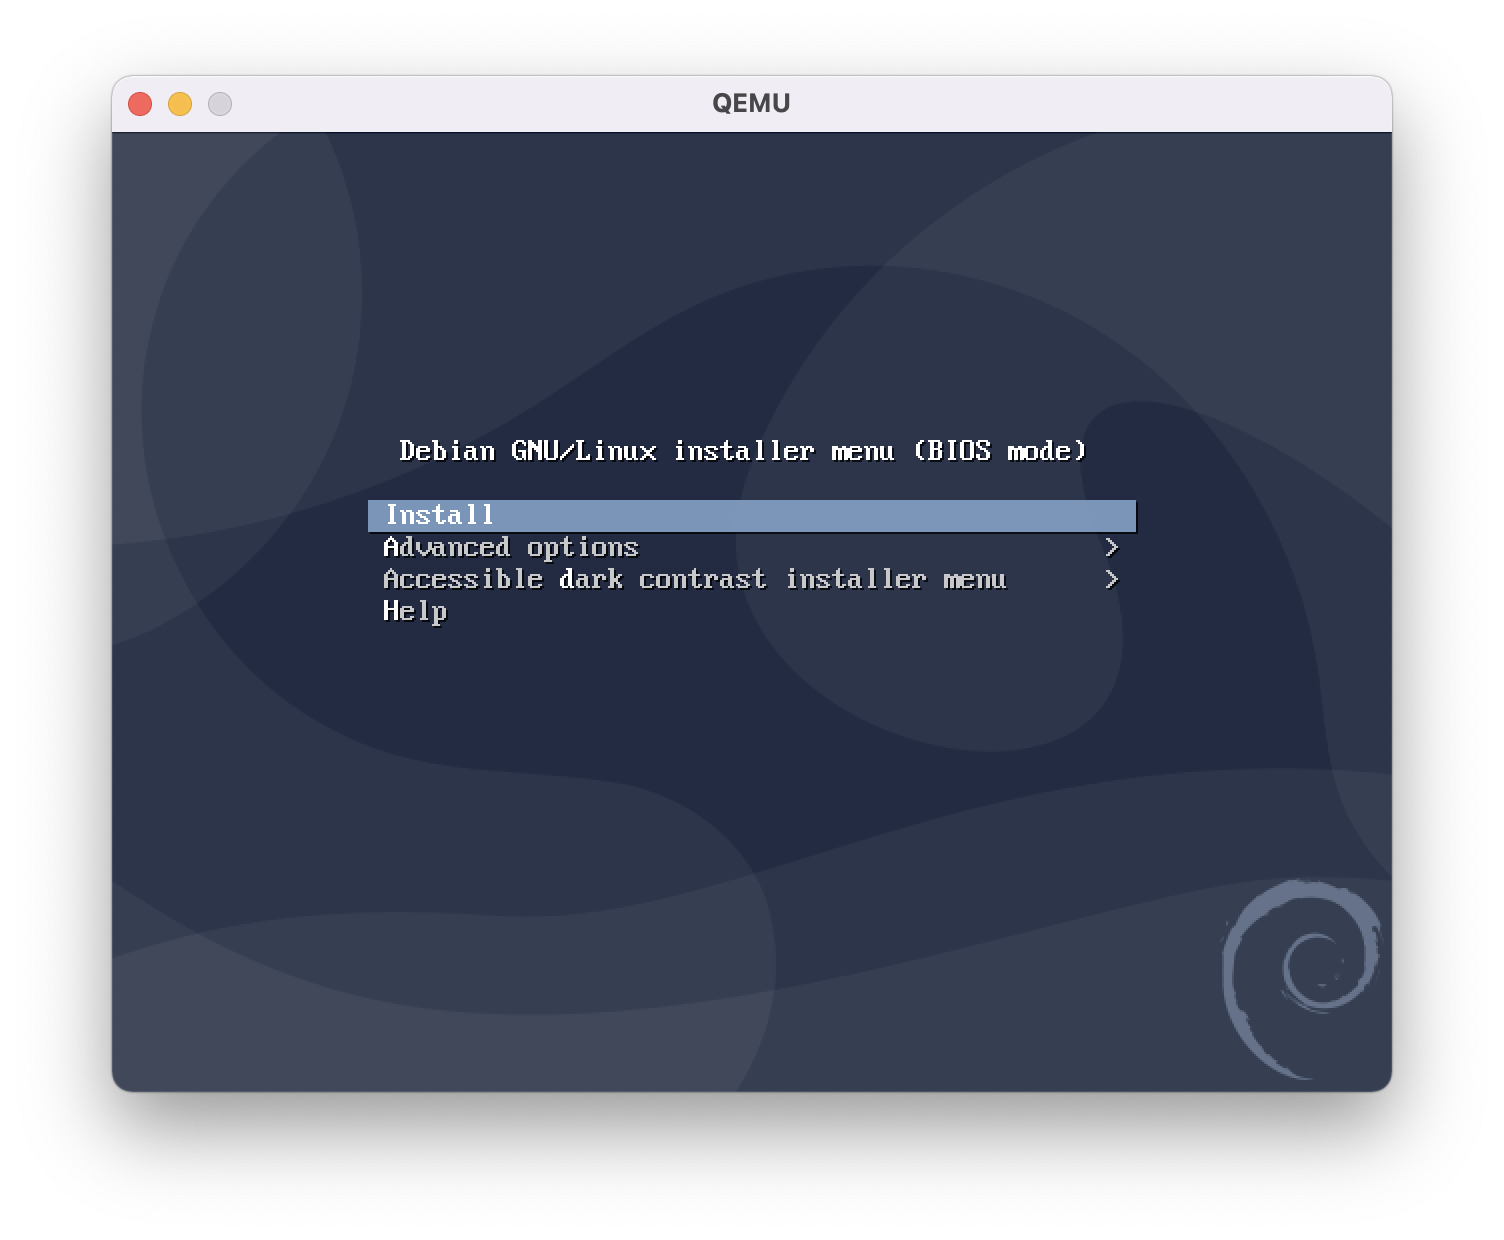 QEMU
Debian GNU/Linux installer menu (BIOS mode)
Install
Advanced options >
Accessible dark contrast installer menu >
Help